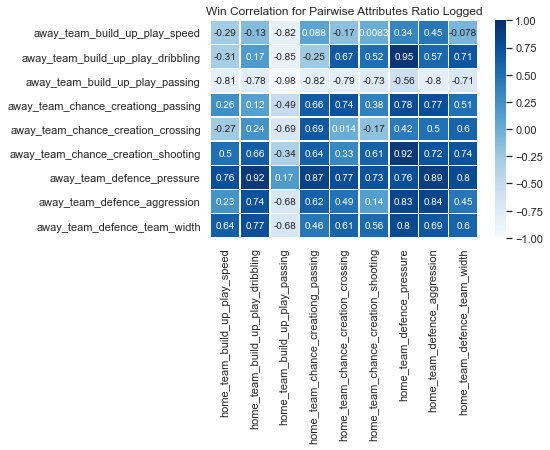 Win Correlation for Pairwise Attributes Ratio Logged
away_team_build_up_play_speed -0.29 -0.13 -0.82 0.088 -0.17 0.0083 0.34 0.45 -0.078
away_team_build_up_play_dribbling -0.31 0.17 -0.85 -0.25 0.67 0.52 0.95 0.57 0.71
away_team_build_up_play_passing -0.81 -0.78 -0.98 -0.82 -0.79 -0.73 -0.56 -0.8 -0.71
away_team_chance_creationg_passing 0.26 0.12 -0.49 0.66 0.74 0.38 0.78 0.77 0.51
away_team_chance_creation_crossing -0.27 0.24 -0.69 0.69 0.014 -0.17 0.42 0.5 0.6
away_team_chance_creation_shooting 0.5 0.66 -0.34 0.64 0.33 0.61 0.92 0.72 0.74
away_team_defence_pressure 0.76 0.92 0.17 0.87 0.77 0.73 0.76 0.89 0.8
away_team_defence_aggression 0.23 0.74 -0.68 0.62 0.49 0.14 0.83 0.84 0.45
away_team_defence_team_width 0.64 0.77 -0.68 0.46 0.61 0.56 0.8 0.69 0.6
home_team_build_up_play_speed
home_team_build_up_play_dribbling
home_team_build_up_play_passing
home_team_chance_creationg_passing
home_team_chance_creation_crossing
home_team_chance_creation_shooting
home_team_defence_pressure
home_team_defence_aggression
home_team_defence_team_width
1.00
0.75
0.50
0.25
0.00
−0.25
−0.50
−0.75
−1.00